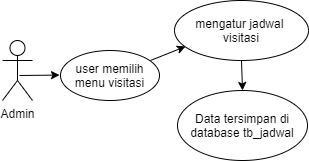 mengatur jadwal
visitasi
user memilih
menu visitasi
Admin
Data tersimpan di
database tb_jadwal